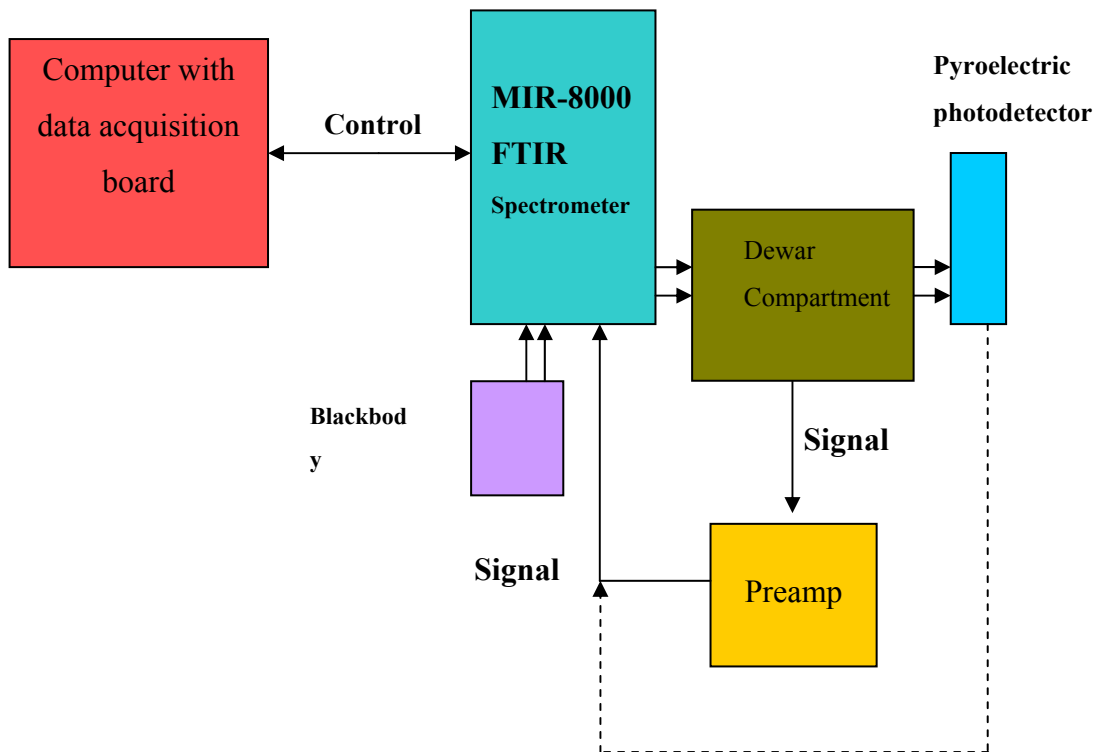 Computer with
data acquisition
board
Control
MIR-8000
FTIR
Spectrometer
Pyroelectric
photodetector
Dewar
Compartment
Blackbod
y
Signal
Signal
Preamp